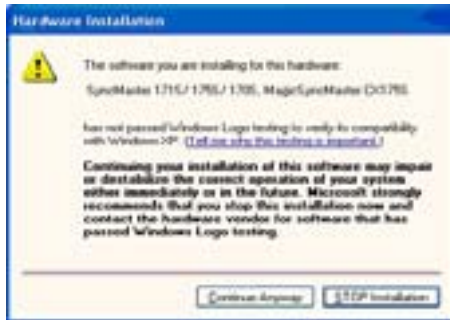 Hardware Installation
The software you are installing for this hardware:
SyncMaster 171S / 175S / 170S, MagicSyncMaster CX175S
has not passed Windows Logo testing to verify its compatibility
with Windows XP. (Tell me why this testing is important.)
Continuing your installation of this software may impair
or destabilize the correct operation of your system
either immediately or in the future. Microsoft strongly
recommends that you stop this installation now and
contact the hardware vendor for software that has
passed Windows Logo testing.
Continue Anyway
STOP Installation